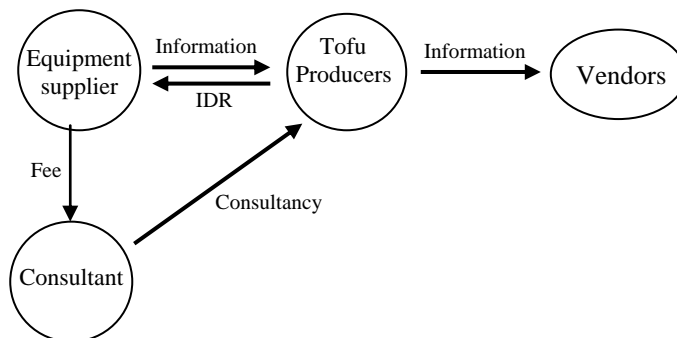 Equipment
supplier
Information
IDR
Tofu
Producers
Information
Vendors
Fee
Consultancy
Consultant